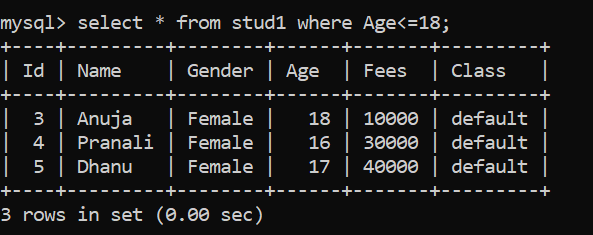 mysql> select * from stud1 where Age<=18;
+----+---------+--------+------+-------+---------+
| Id | Name    | Gender | Age  | Fees  | Class   |
+----+---------+--------+------+-------+---------+
|  3 | Anuja   | Female |   18 | 10000 | default |
|  4 | Pranali | Female |   16 | 30000 | default |
|  5 | Dhanu   | Female |   17 | 40000 | default |
+----+---------+--------+------+-------+---------+
3 rows in set (0.00 sec)